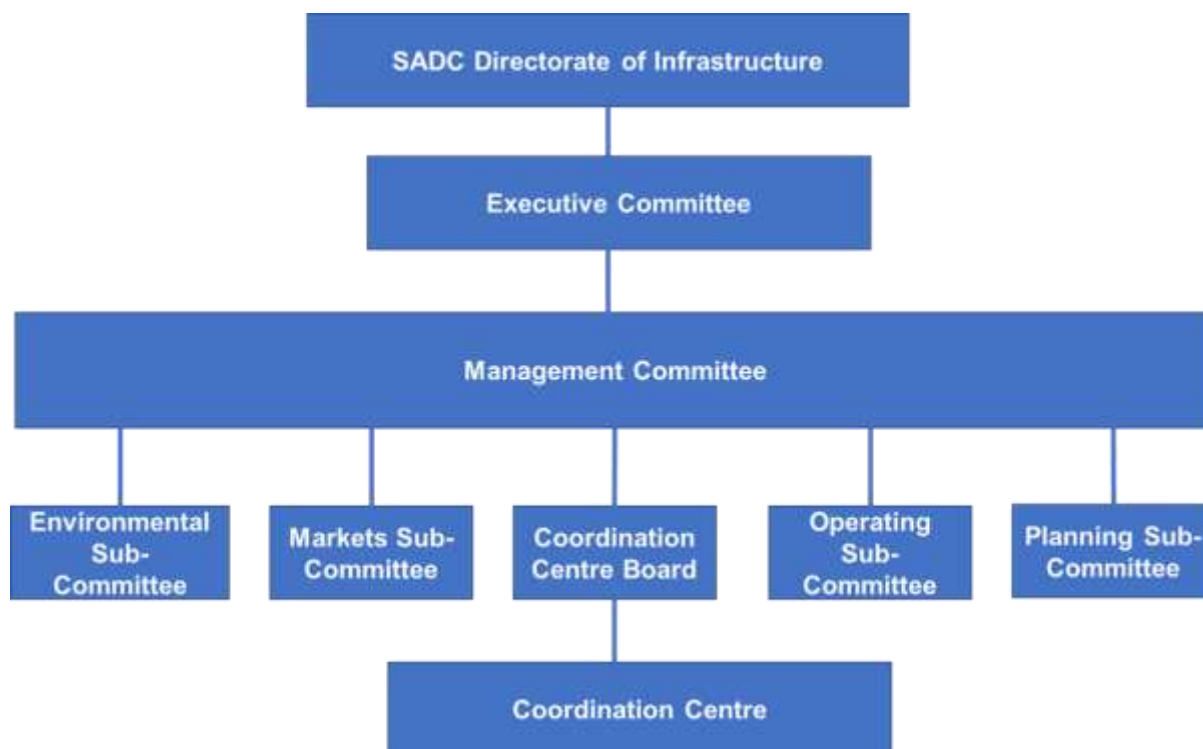 SADC Directorate of Infrastructure
Executive Committee
Management Committee
Environmental
Sub-
Committee
Markets Sub-
Committee
Coordination
Centre Board
Operating
Sub-
Committee
Planning Sub-
Committee
Coordination Centre